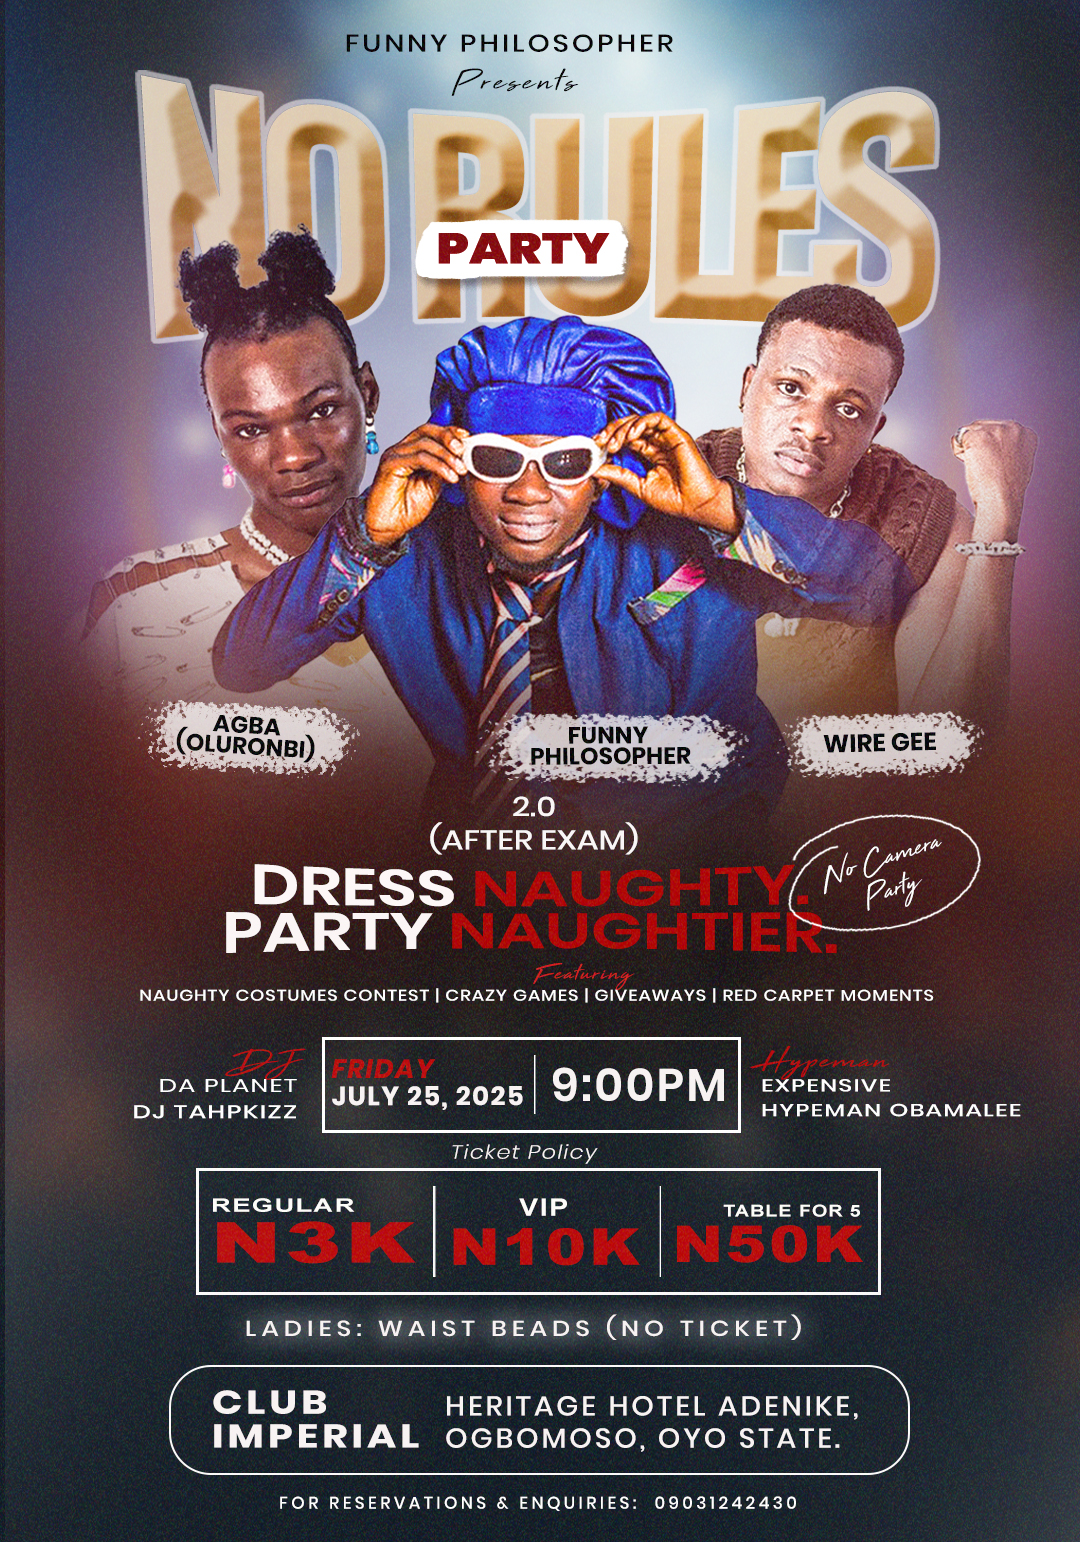 FUNNY PHILOSOPHER
Presents
NO RULES
PARTY
AGBA
(OLURONBI)
FUNNY
PHILOSOPHER
WIRE GEE
2.0
(AFTER EXAM)
DRESS NAUGHTY.
PARTY NAUGHTIER.
No Camera
Party
Featuring
NAUGHTY COSTUMES CONTEST | CRAZY GAMES | GIVEAWAYS | RED CARPET MOMENTS
DJ
DA PLANET
DJ TAHPKIZZ
FRIDAY
JULY 25, 2025
9:00PM
Hypeman
EXPENSIVE
HYPEMAN OBAMALEE
Ticket Policy
REGULAR
N3K
VIP
N10K
TABLE FOR 5
N50K
LADIES: WAIST BEADS (NO TICKET)
CLUB
IMPERIAL
HERITAGE HOTEL ADENIKE,
OGBOMOSO, OYO STATE.
FOR RESERVATIONS & ENQUIRIES: 09031242430